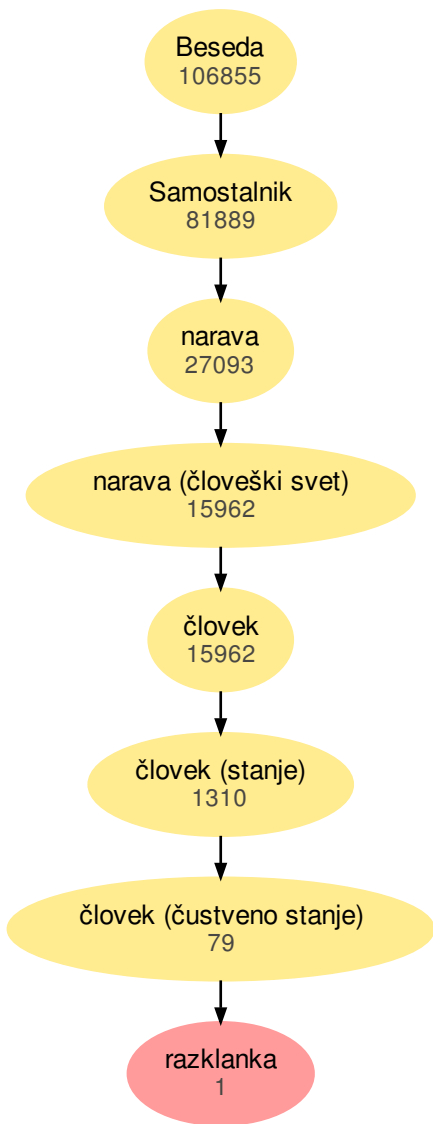 Beseda
106855
Samostalnik
81889
narava
27093
narava (človeški svet)
15962
človek
15962
človek (stanje)
1310
človek (čustveno stanje)
79
razklanka
1